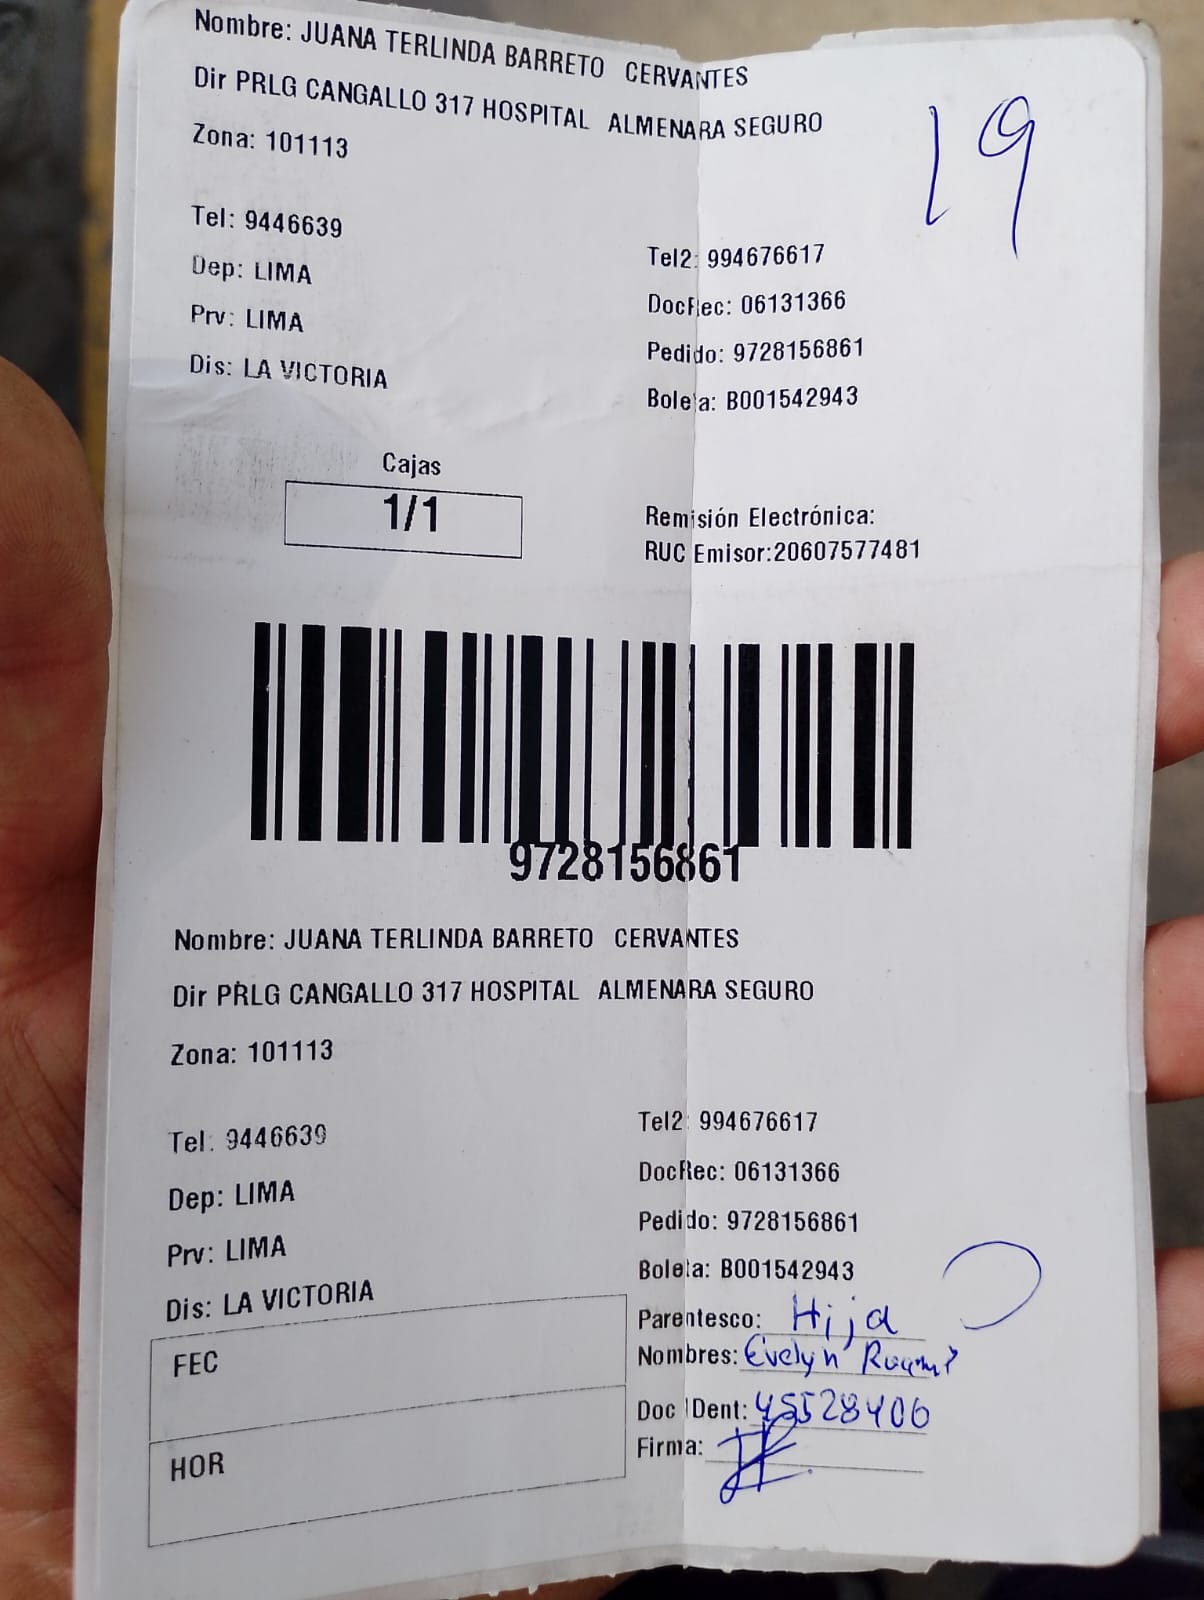 Nombre: JUANA TERLINDA BARRETO CERVANTES
Dir PRLG CANGALLO 317 HOSPITAL ALMENARA SEGURO
19
Zona: 101113
Tel: 9446639
Tel2: 994676617
Dep: LIMA
DocRec: 06131366
Prv: LIMA
Pedido: 9728156861
Dis: LA VICTORIA
Boleta: B001542943
Cajas
1/1
Remisión Electrónica:
RUC Emisor:20607577481
9728156861
Nombre: JUANA TERLINDA BARRETO CERVANTES
Dir PRLG CANGALLO 317 HOSPITAL ALMENARA SEGURO
Zona: 101113
Tel: 9446639
Tel2: 994676617
Dep: LIMA
DocRec: 06131366
Prv: LIMA
Pedido: 9728156861
Dis: LA VICTORIA
Boleta: B001542943
Parentesco: Hija
FEC
Nombres: Evelyn
Doc IDent: 45528406
Firma:
HOR